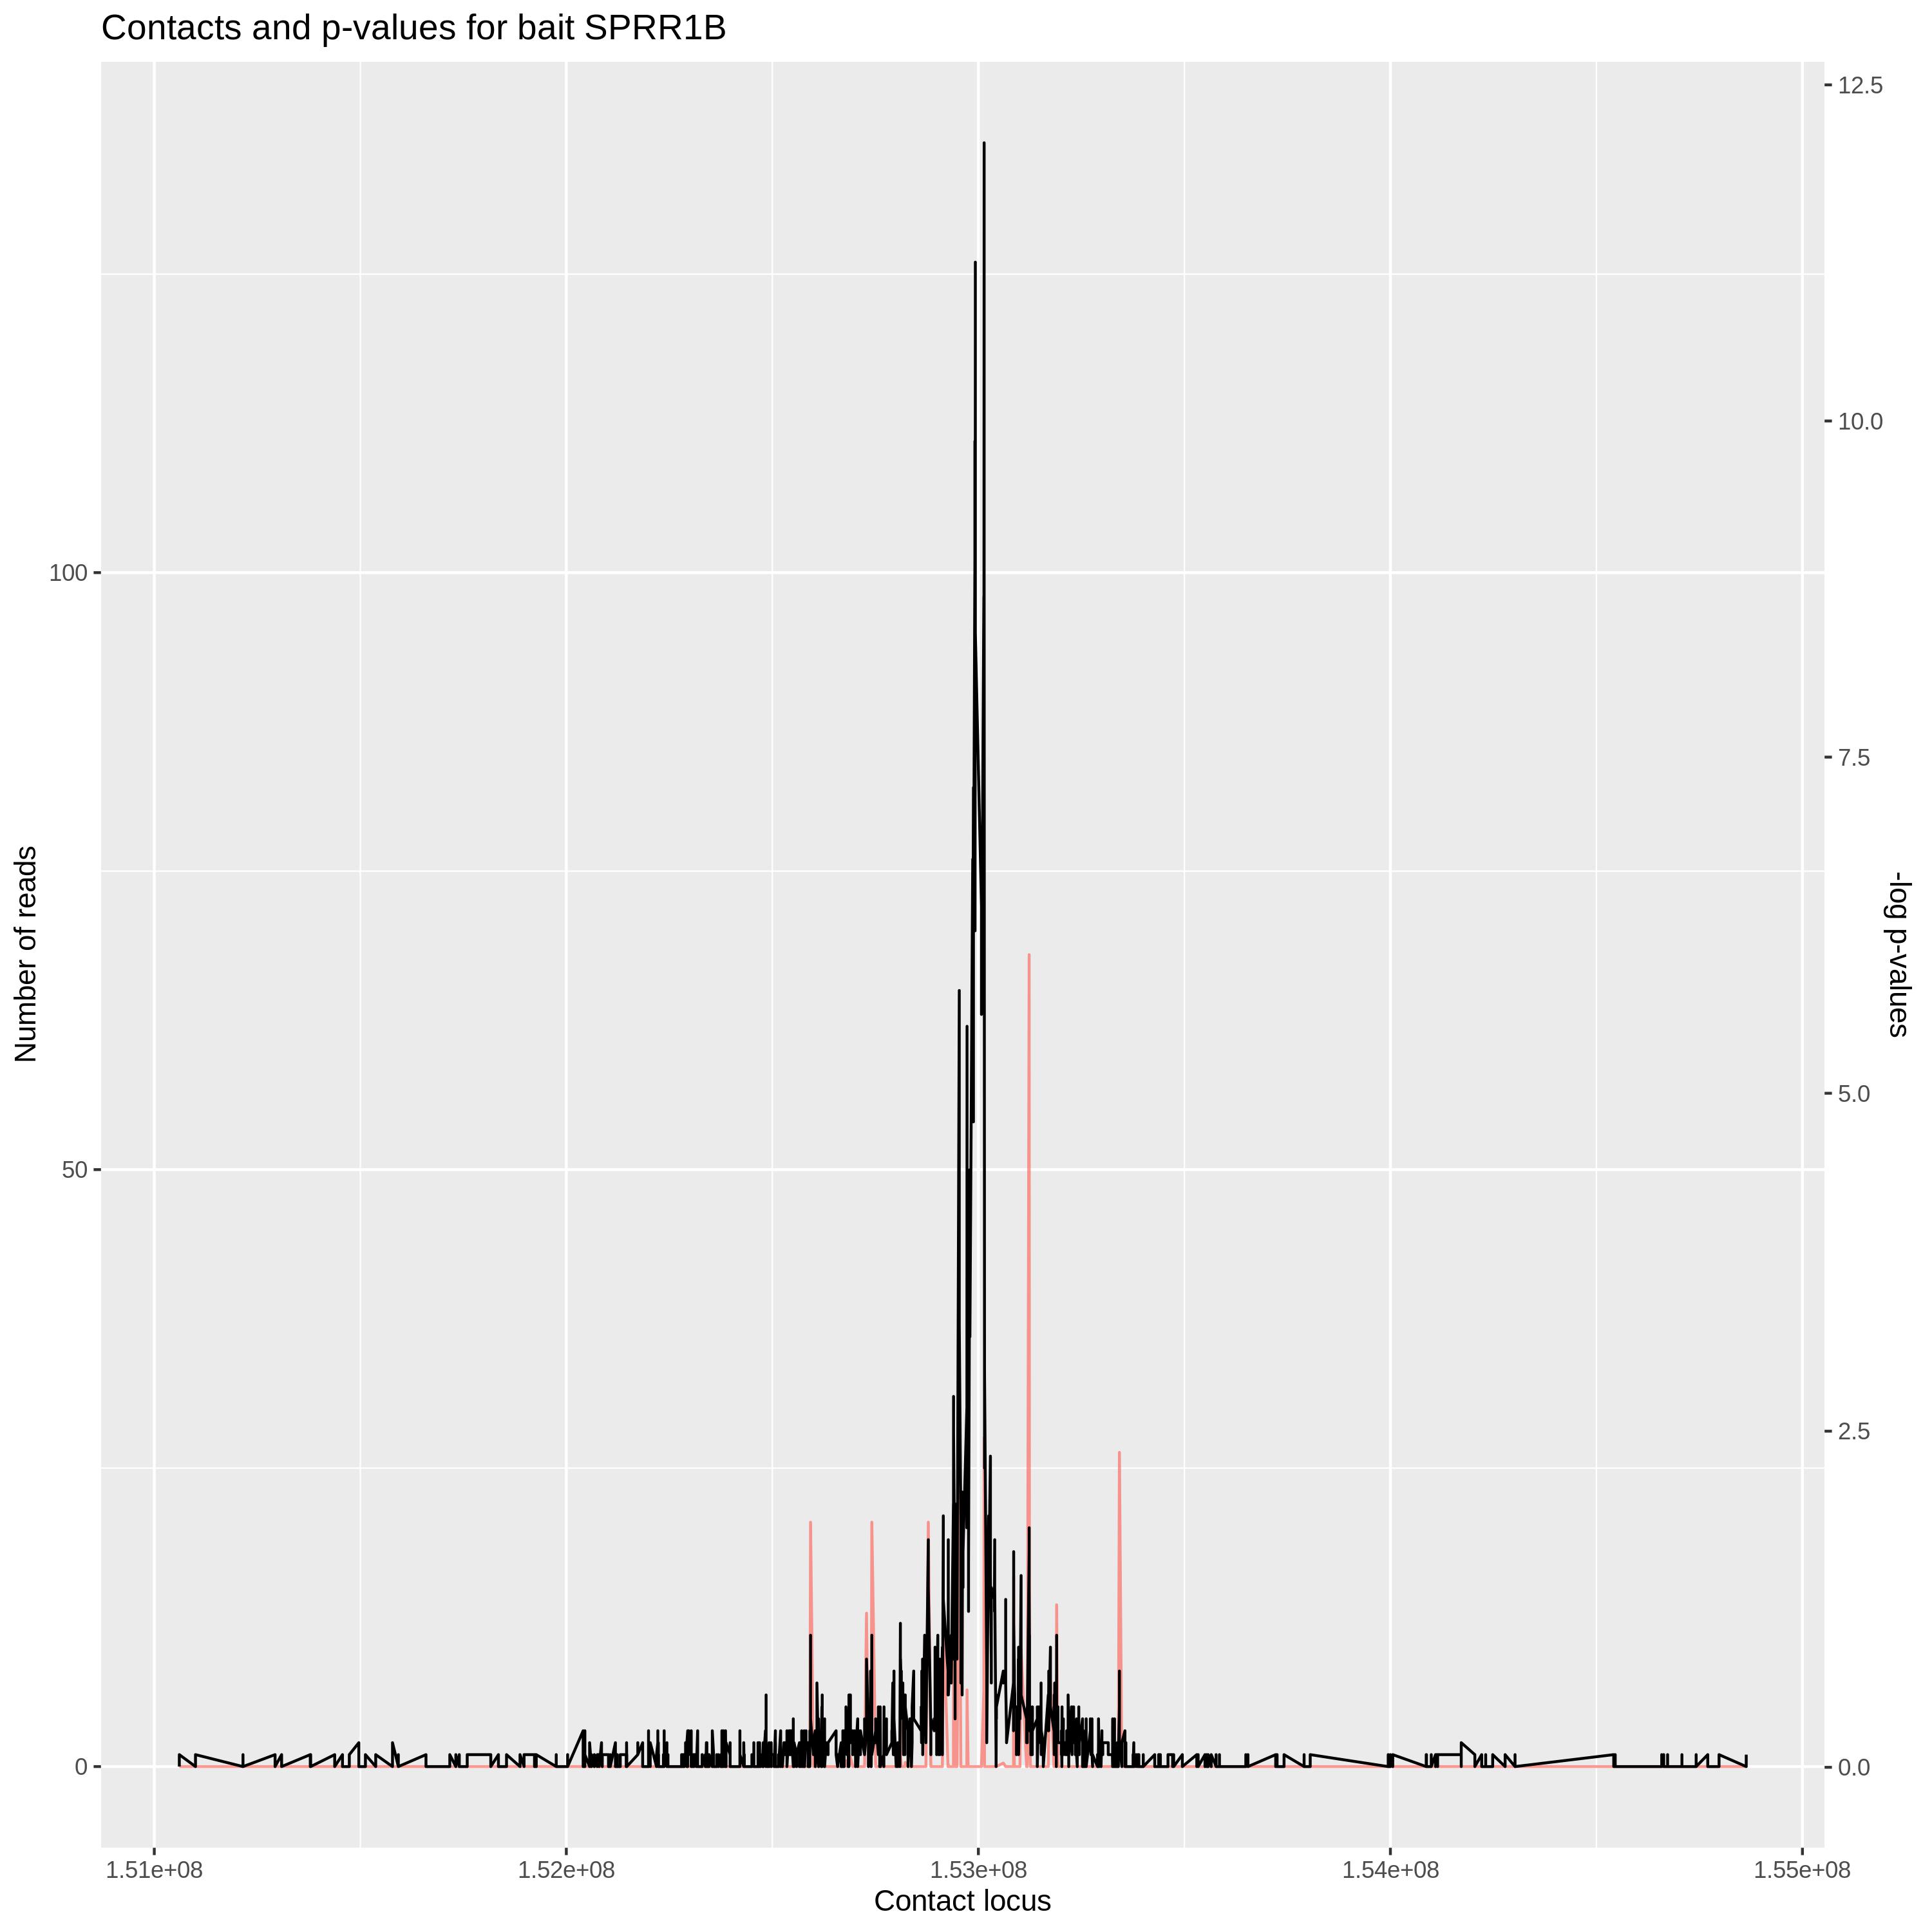 Contacts and p-values for bait SPRR1B
12.5
10.0
100
7.5
Number of reads
-log p-values
5.0
50
2.5
0
0.0
1.51e+08 1.52e+08 1.53e+08 1.54e+08 1.55e+08
Contact locus